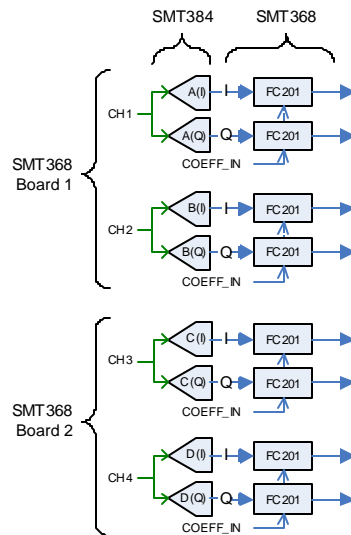 SMT384 SMT368
A(I) I FC201
CH1
A(Q) Q FC201
COEFF_IN
SMT368
Board 1
B(I) I FC201
CH2
B(Q) Q FC201
COEFF_IN
C(I) I FC201
CH3
C(Q) Q FC201
COEFF_IN
SMT368
Board 2
D(I) I FC201
CH4
D(Q) Q FC201
COEFF_IN